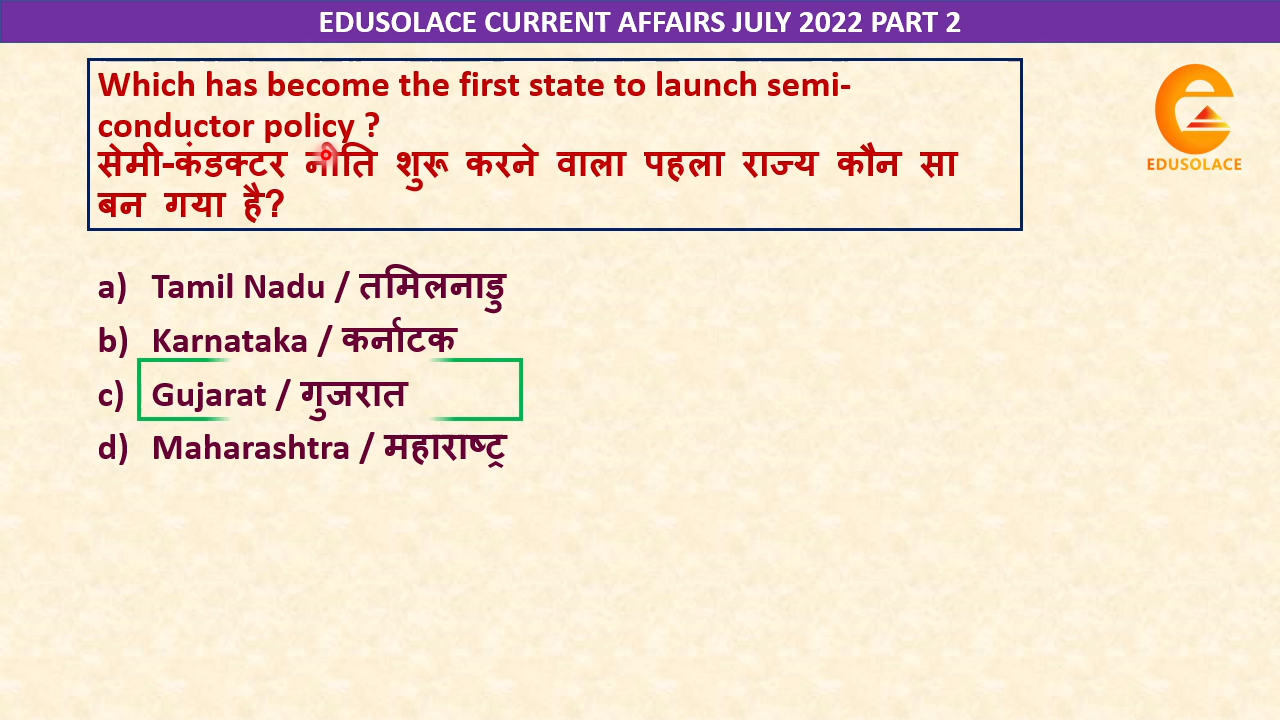 EDUSOLACE CURRENT AFFAIRS JULY 2022 PART 2
Which has become the first state to launch semi-
conductor policy ?
सेमी-कंडक्टर नीति शुरू करने वाला पहला राज्य कौन सा
बन गया है?
EDUSOLACE
a) Tamil Nadu / तमिलनाडु
b) Karnataka / कर्नाटक
c) Gujarat / गुजरात
d) Maharashtra / महाराष्ट्र